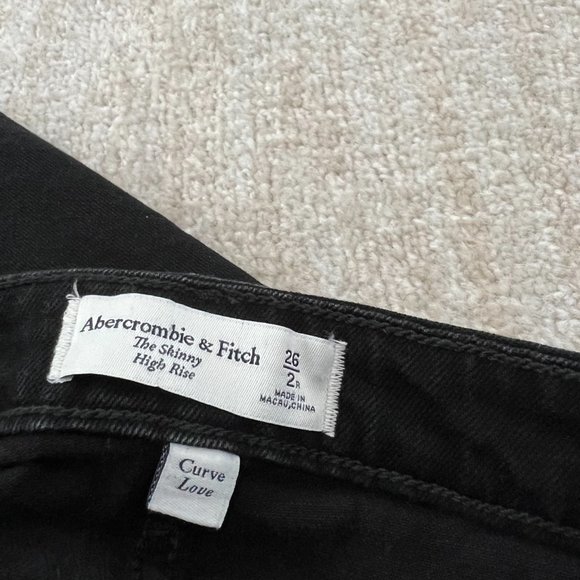 Abercrombie & Fitch
The Skinny
High Rise
26
2R
MADE IN
MACAU,CHINA
Curve
Love